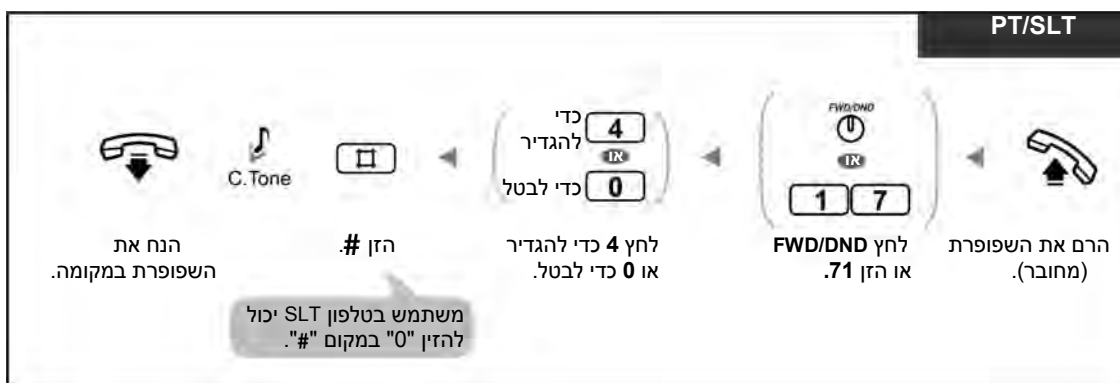 PT/SLT
FWD/DND
או
1 7
כדי
להגדיר
4
או
0
כדי לבטל
#
C.Tone
הרם את השפופרת
(מחובר).
לחץ FWD/DND
או הזן 71.
לחץ 4 כדי להגדיר
או 0 כדי לבטל.
הזן #.
הנח את
השפופרת במקומה.
משתמש בטלפון SLT יכול
להזין "0" במקום "#".